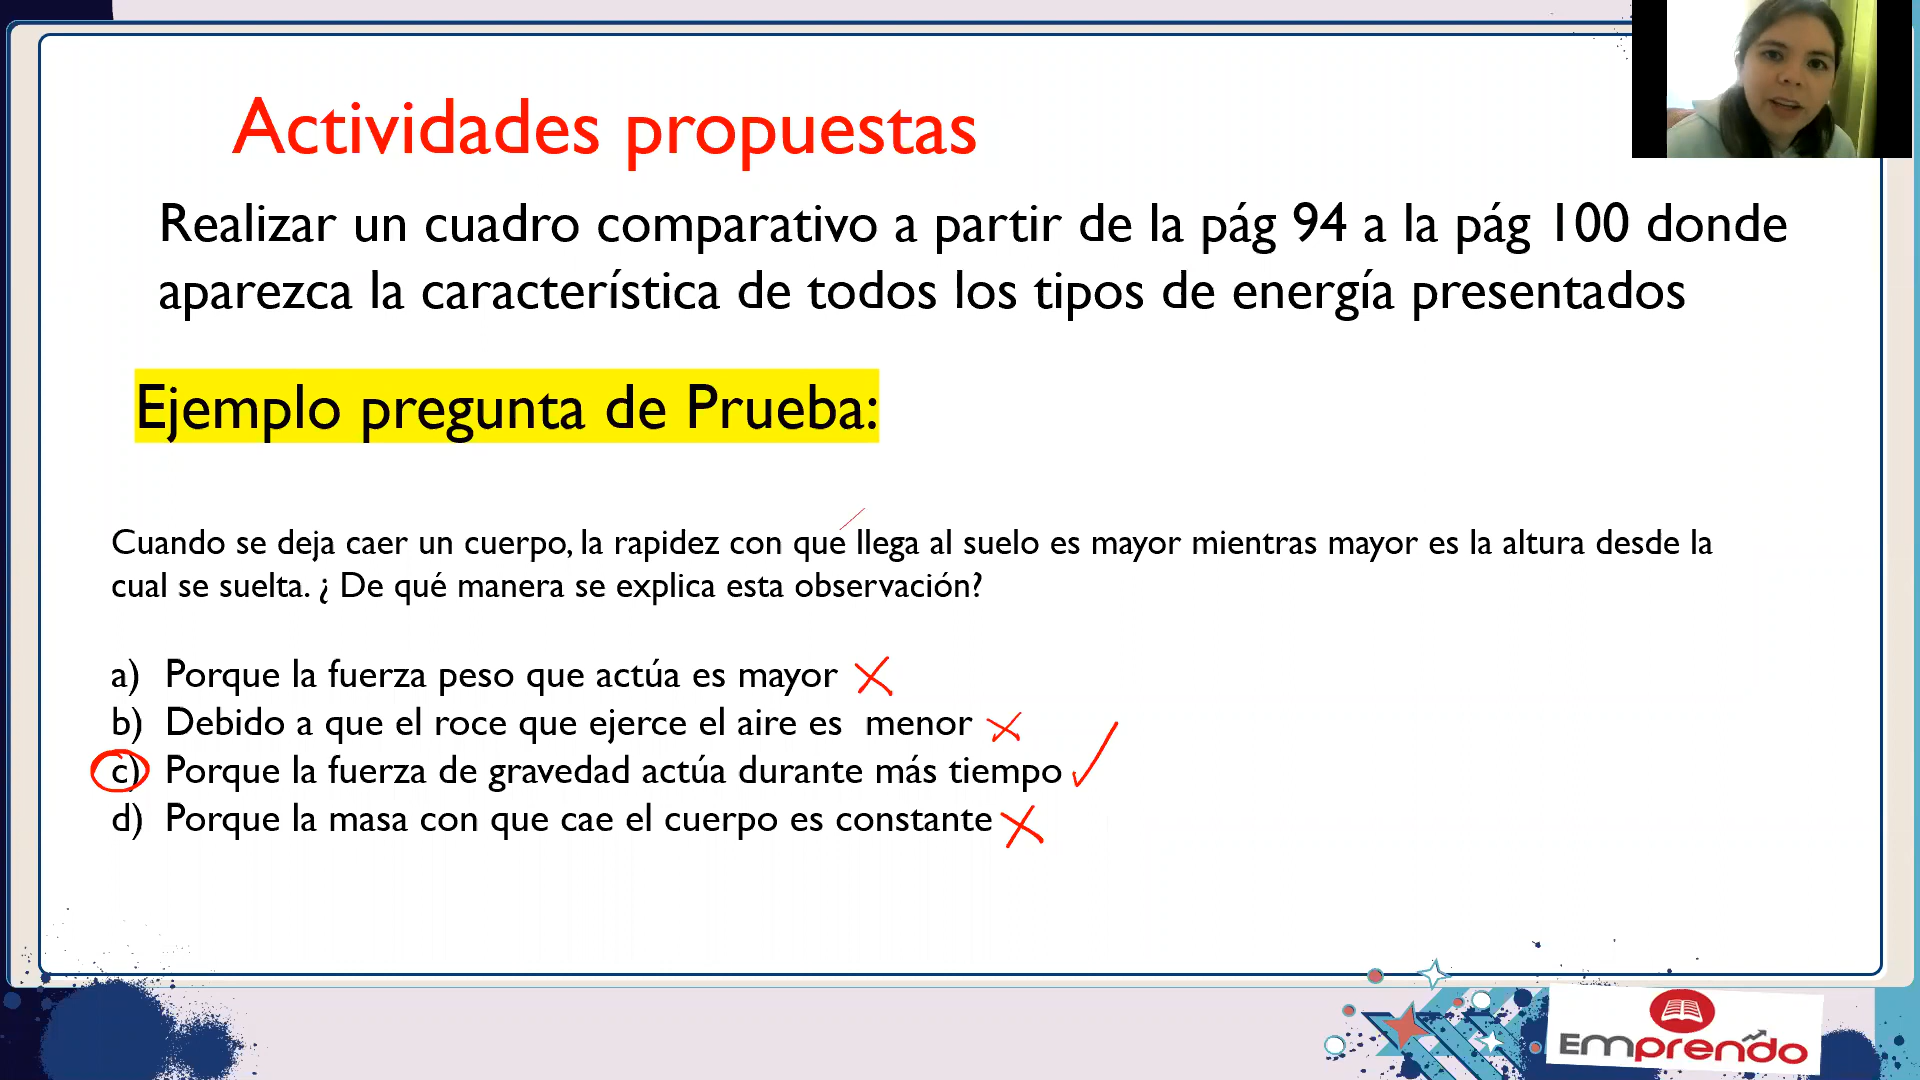 Actividades propuestas
Realizar un cuadro comparativo a partir de la pág 94 a la pág 100 donde
aparezca la característica de todos los tipos de energía presentados
Ejemplo pregunta de Prueba:
Cuando se deja caer un cuerpo, la rapidez con que llega al suelo es mayor mientras mayor es la altura desde la
cual se suelta. ¿ De qué manera se explica esta observación?
a) Porque la fuerza peso que actúa es mayor
b) Debido a que el roce que ejerce el aire es menor
c) Porque la fuerza de gravedad actúa durante más tiempo
d) Porque la masa con que cae el cuerpo es constante
Emprendo